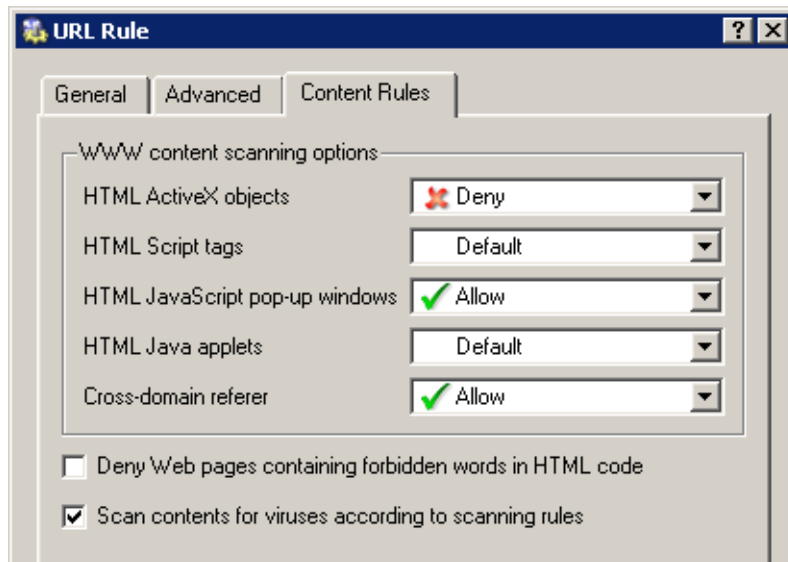 URL Rule
General Advanced Content Rules
WWW content scanning options
HTML ActiveX objects Deny
HTML Script tags Default
HTML JavaScript pop-up windows Allow
HTML Java applets Default
Cross-domain referer Allow
Deny Web pages containing forbidden words in HTML code
Scan contents for viruses according to scanning rules